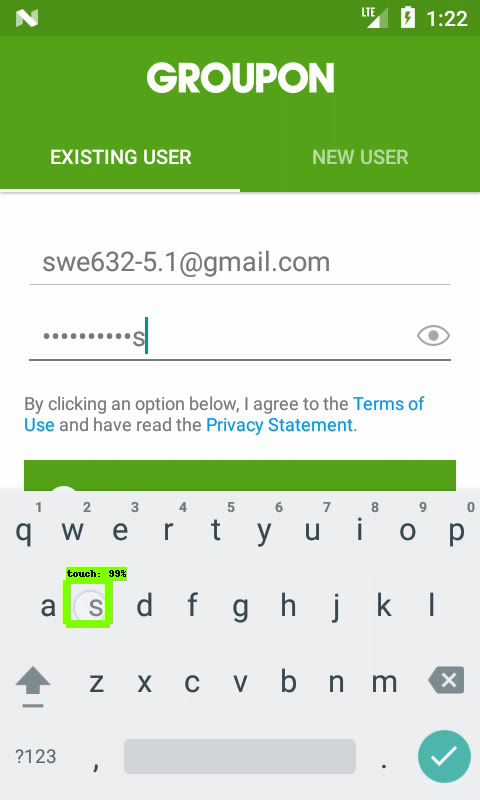 LTE 1:22
GROUPON
EXISTING USER NEW USER
swe632-5.1@gmail.com
••••••••••s
By clicking an option below, I agree to the Terms of
Use and have read the Privacy Statement.
1 2 3 4 5 6 7 8 9 0
q w e r t y u i o p
touch: 99%
a s d f g h j k l
z x c v b n m
?123 , .